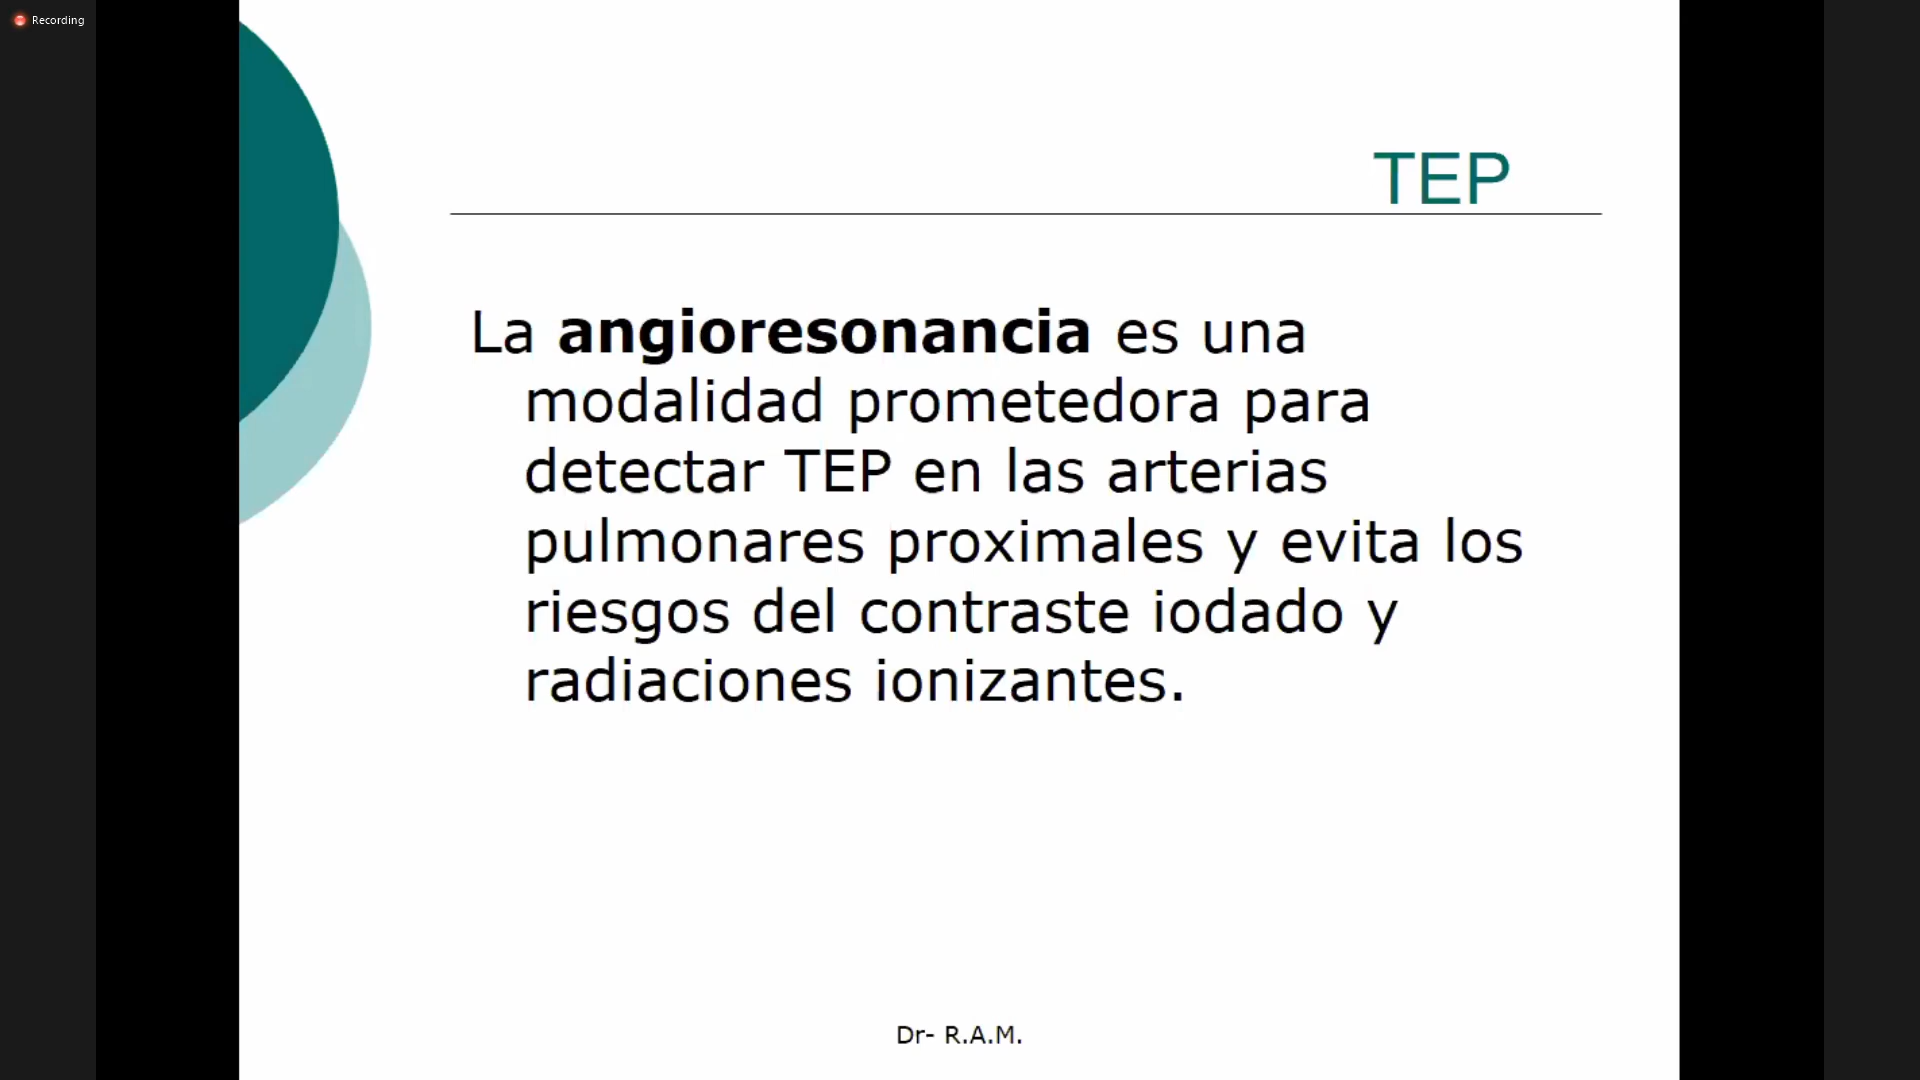 Recording
TEP
La angioresonancia es una
modalidad prometedora para
detectar TEP en las arterias
pulmonares proximales y evita los
riesgos del contraste iodado y
radiaciones ionizantes.
Dr- R.A.M.